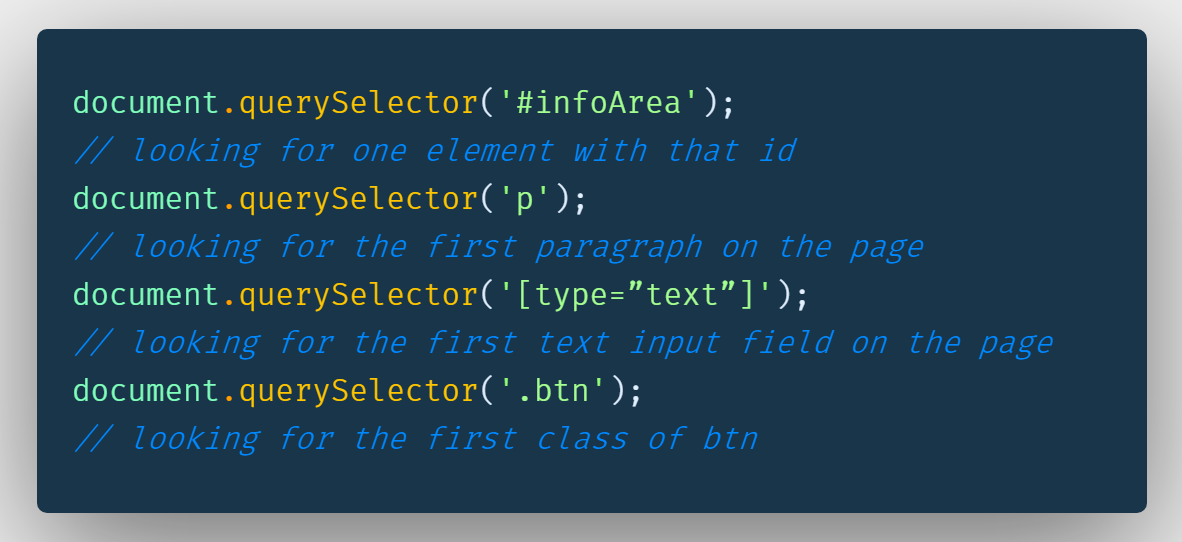 document.querySelector('#infoArea');
// looking for one element with that id
document.querySelector('p');
// looking for the first paragraph on the page
document.querySelector('[type=”text”]');
// looking for the first text input field on the page
document.querySelector('.btn');
// looking for the first class of btn